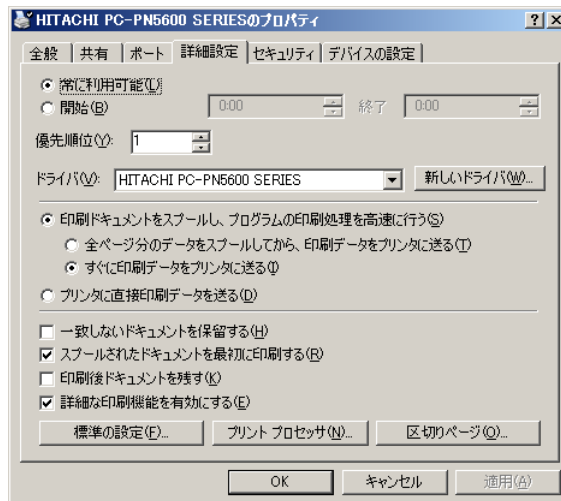 HITACHI PC-PN5600 SERIESのプロパティ
全般 共有 ポート 詳細設定 セキュリティ デバイスの設定
常に利用可能(L)
開始(B) 0:00 終了 0:00
優先順位(Y): 1
ドライバ(V): HITACHI PC-PN5600 SERIES 新しいドライバ(W)...
印刷ドキュメントをスプールし、プログラムの印刷処理を高速に行う(S)
全ページ分のデータをスプールしてから、印刷データをプリンタに送る(T)
すぐに印刷データをプリンタに送る(I)
プリンタに直接印刷データを送る(D)
一致しないドキュメントを保留する(H)
スプールされたドキュメントを最初に印刷する(R)
印刷後ドキュメントを残す(K)
詳細な印刷機能を有効にする(E)
標準の設定(F)... プリント プロセッサ(N)... 区切りページ(O)...
OK キャンセル 適用(A)